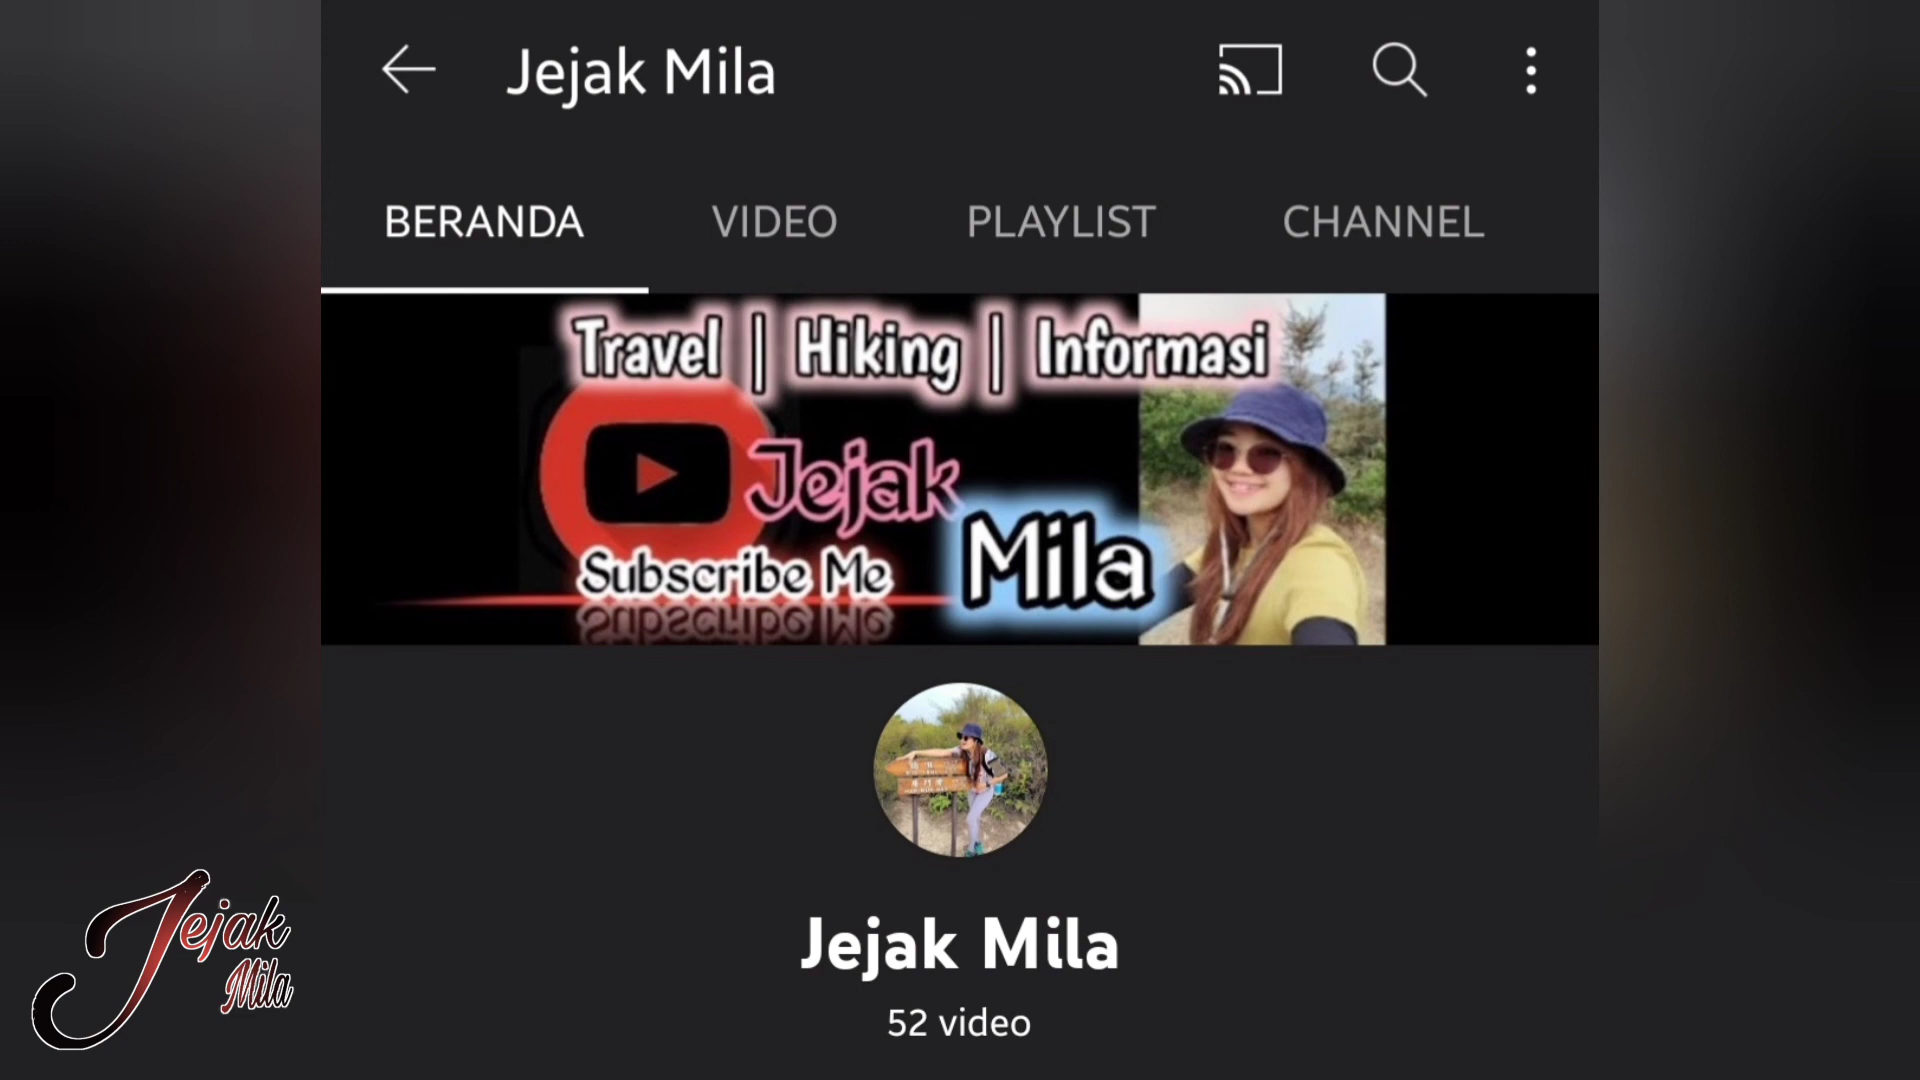 Jejak Mila
BERANDA VIDEO PLAYLIST CHANNEL
Travel | Hiking | Informasi
Jejak
Mila
Subscribe Me
Jejak Mila
52 video
Jejak
Mila